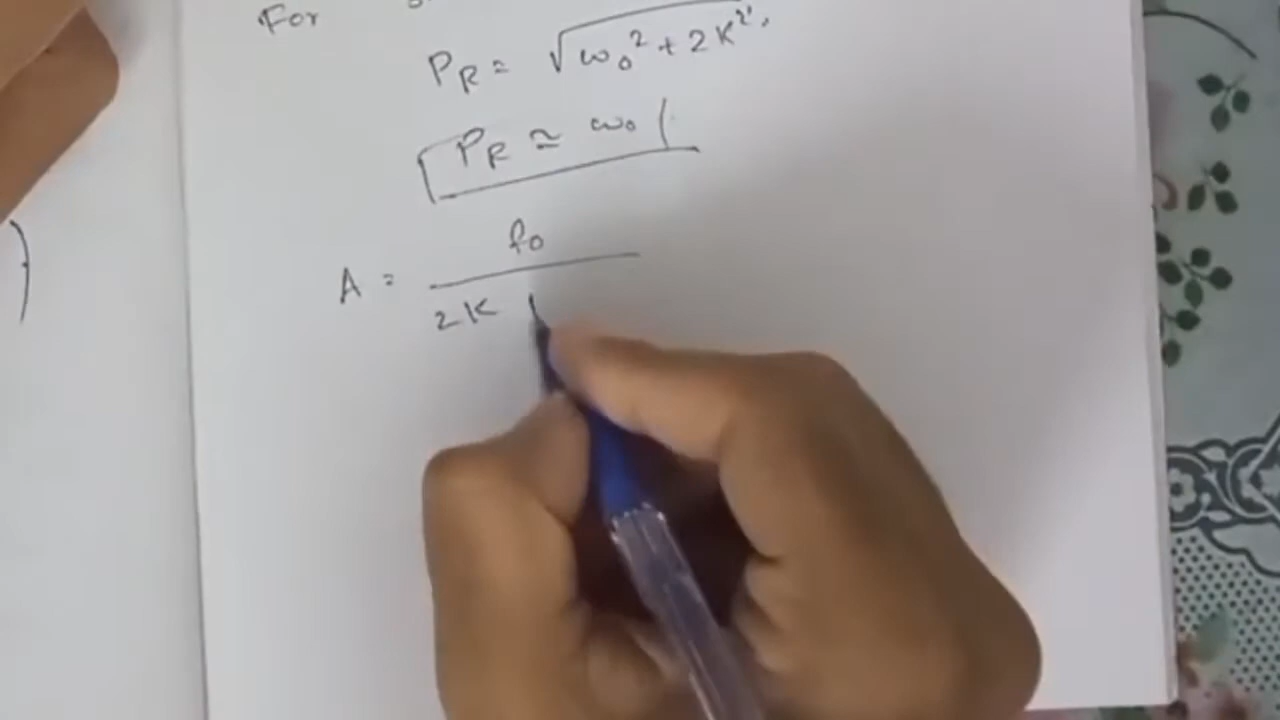 For
P_R = √ω₀² + 2K².
P_R ≃ ω₀
A = f₀ / 2K
)